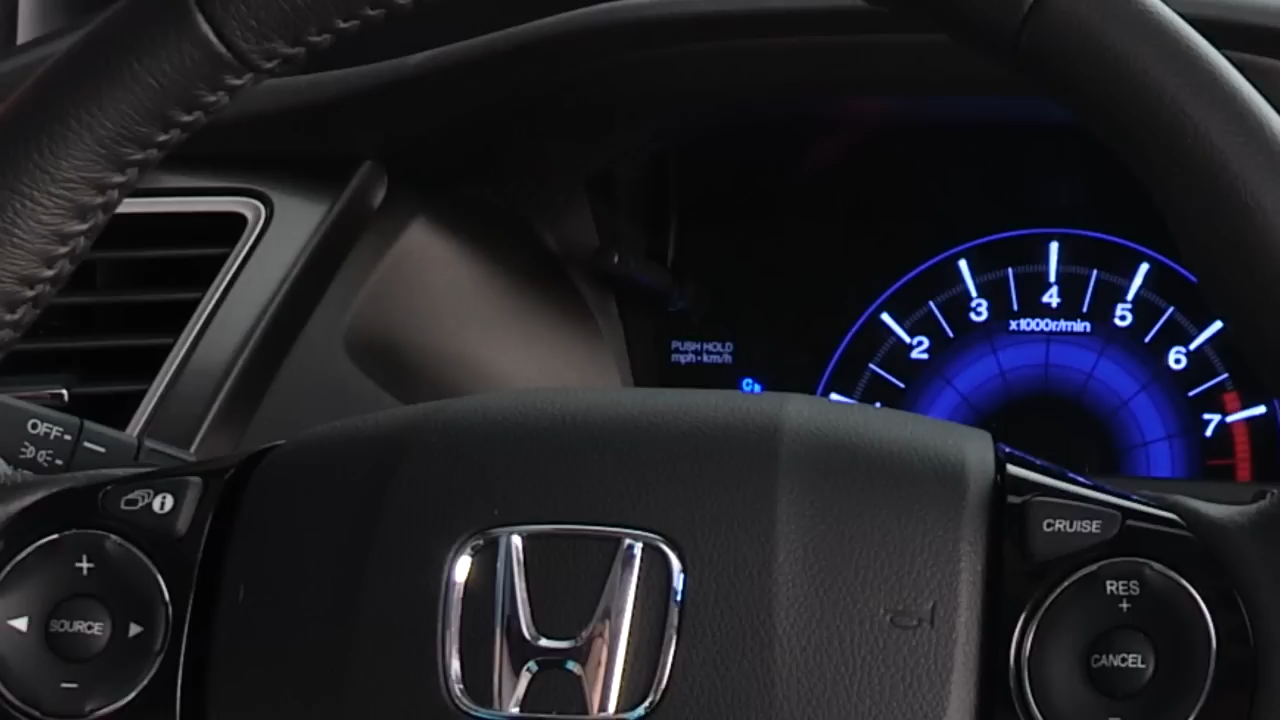 3
4
5
2
x1000r/min
6
7
PUSH HOLD
mph•km/h
OFF
CRUISE
RES
+
+
SOURCE
CANCEL
−